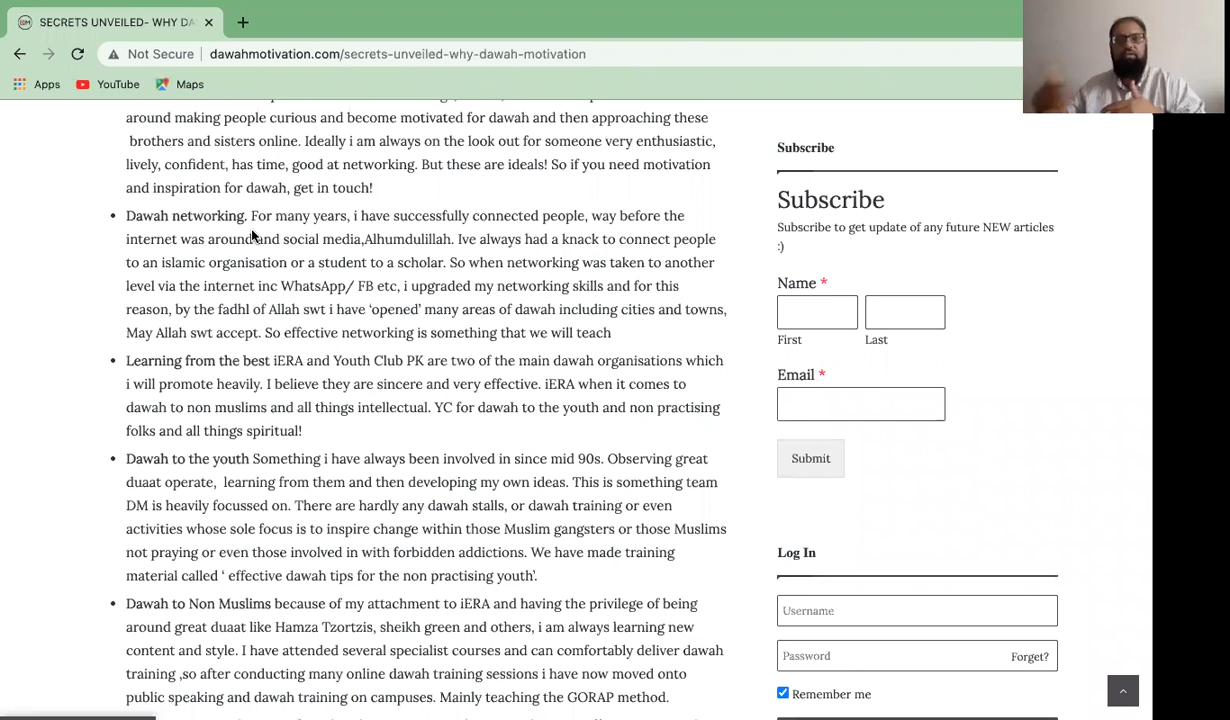 SECRETS UNVEILED- WHY DA
Not Secure
dawahmotivation.com/secrets-unveiled-why-dawah-motivation
Apps
YouTube
Maps
around making people curious and become motivated for dawah and then approaching these
brothers and sisters online. Ideally i am always on the look out for someone very enthusiastic,
lively, confident, has time, good at networking. But these are ideals! So if you need motivation
and inspiration for dawah, get in touch!
• Dawah networking. For many years, i have successfully connected people, way before the
internet was around and social media,Alhumdulillah. Ive always had a knack to connect people
to an islamic organisation or a student to a scholar. So when networking was taken to another
level via the internet inc WhatsApp/ FB etc, i upgraded my networking skills and for this
reason, by the fadhl of Allah swt i have ‘opened’ many areas of dawah including cities and towns,
May Allah swt accept. So effective networking is something that we will teach
• Learning from the best iERA and Youth Club PK are two of the main dawah organisations which
i will promote heavily. I believe they are sincere and very effective. iERA when it comes to
dawah to non muslims and all things intellectual. YC for dawah to the youth and non practising
folks and all things spiritual!
• Dawah to the youth Something i have always been involved in since mid 90s. Observing great
duaat operate, learning from them and then developing my own ideas. This is something team
DM is heavily focussed on. There are hardly any dawah stalls, or dawah training or even
activities whose sole focus is to inspire change within those Muslim gangsters or those Muslims
not praying or even those involved in with forbidden addictions. We have made training
material called ‘ effective dawah tips for the non practising youth’.
• Dawah to Non Muslims because of my attachment to iERA and having the privilege of being
around great duaat like Hamza Tzortzis, sheikh green and others, i am always learning new
content and style. I have attended several specialist courses and can comfortably deliver dawah
training ,so after conducting many online dawah training sessions i have now moved onto
public speaking and dawah training on campuses. Mainly teaching the GORAP method.
Subscribe
Subscribe
Subscribe to get update of any future NEW articles
:)
Name *
First
Last
Email *
Submit
Log In
Username
Password
Forget?
Remember me